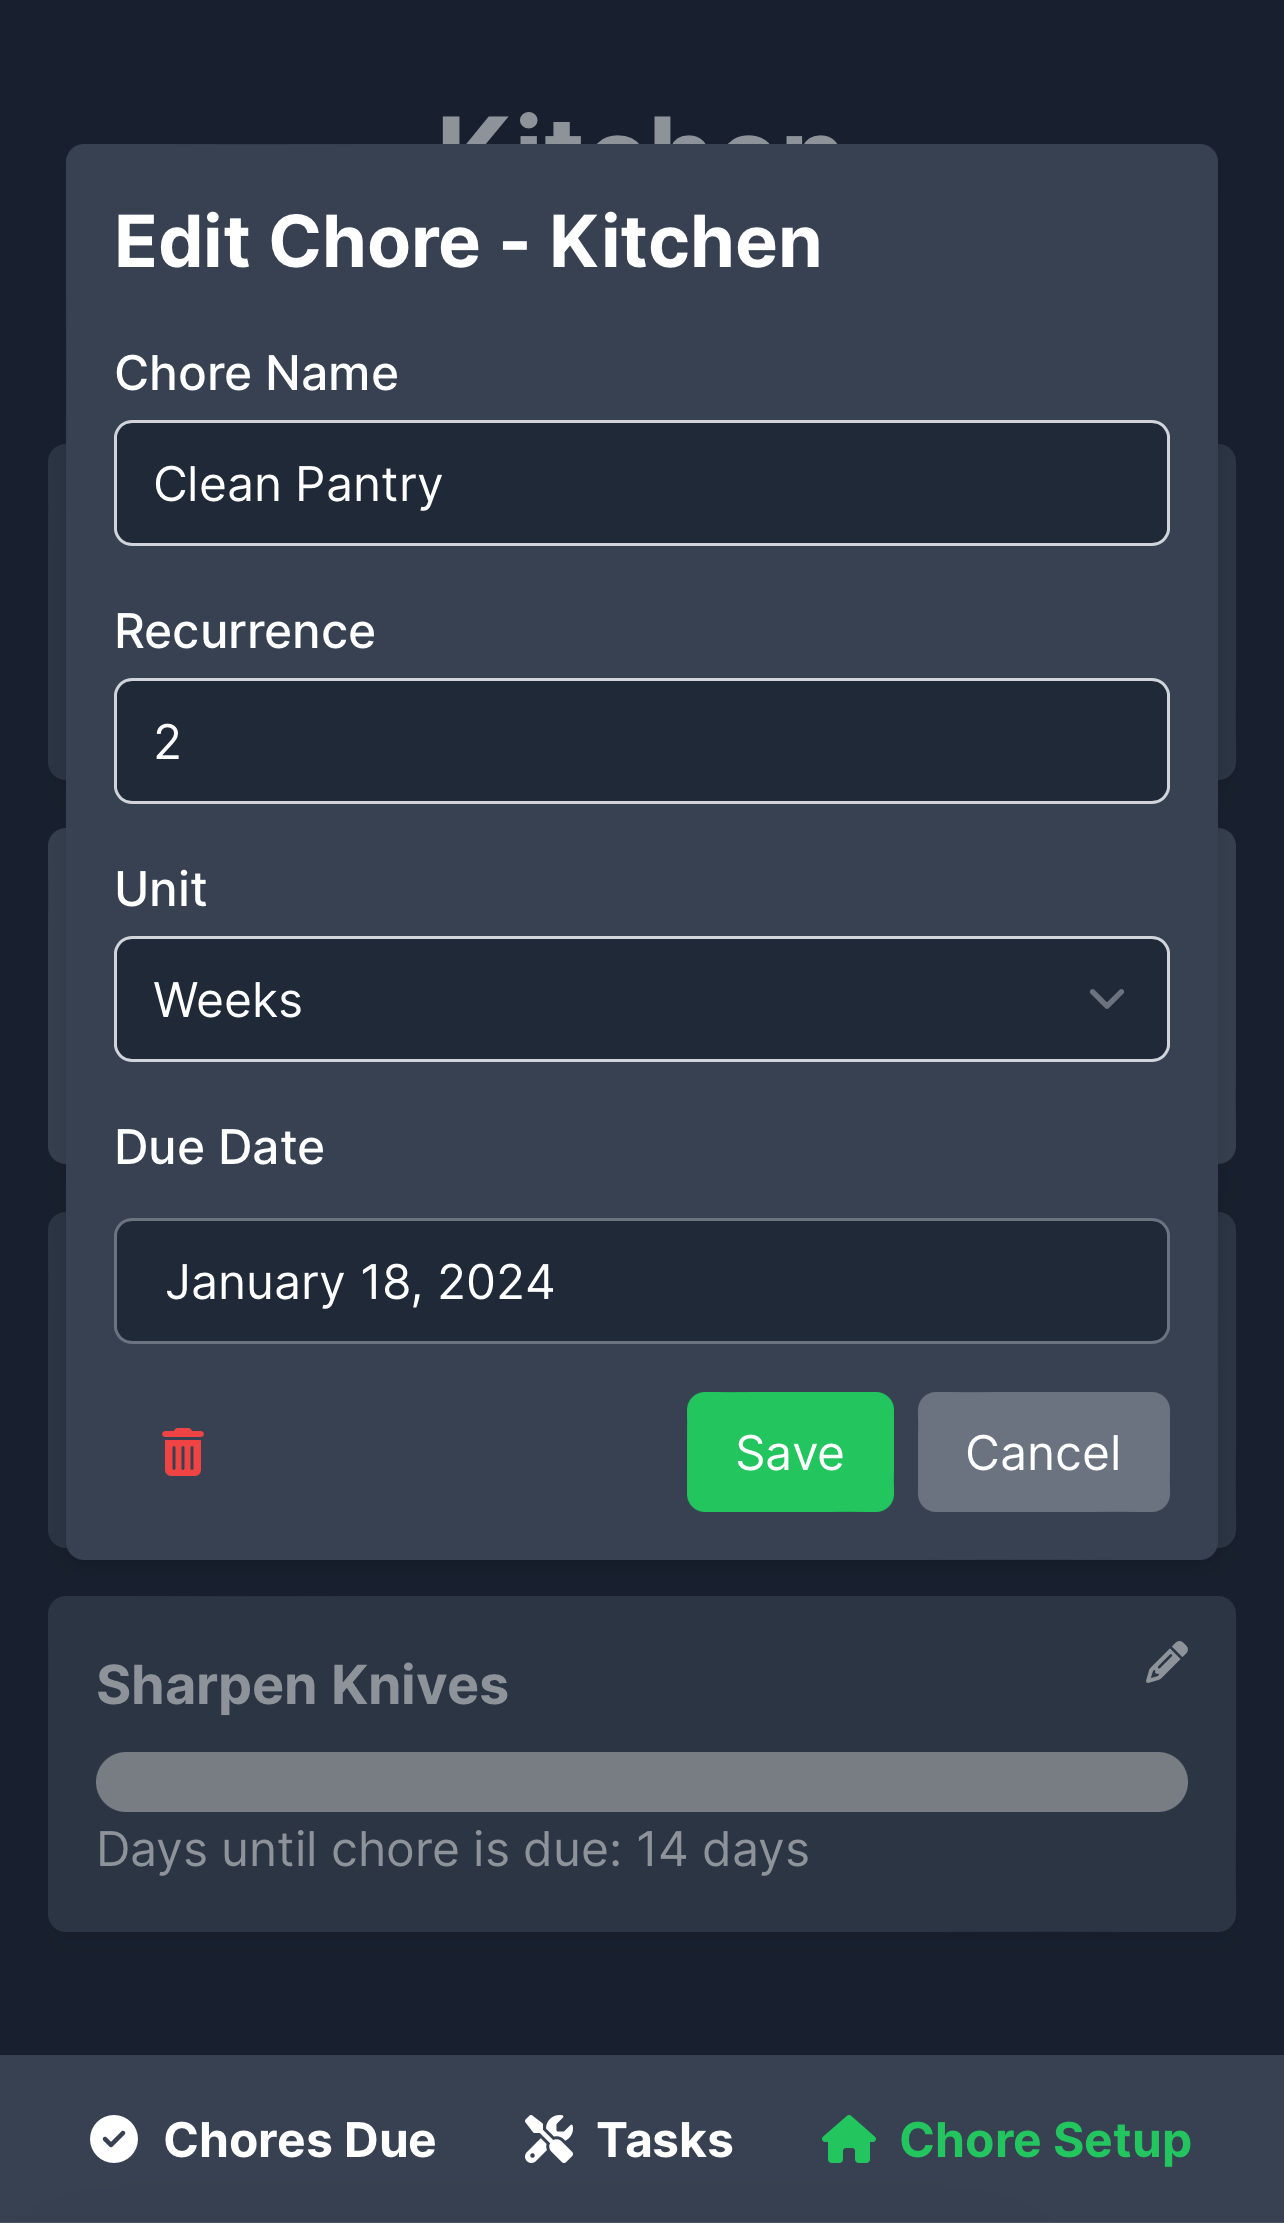 Kitchen
Edit Chore - Kitchen
Chore Name
Clean Pantry
Recurrence
2
Unit
Weeks
Due Date
January 18, 2024
Save Cancel
Sharpen Knives
Days until chore is due: 14 days
Chores Due Tasks Chore Setup